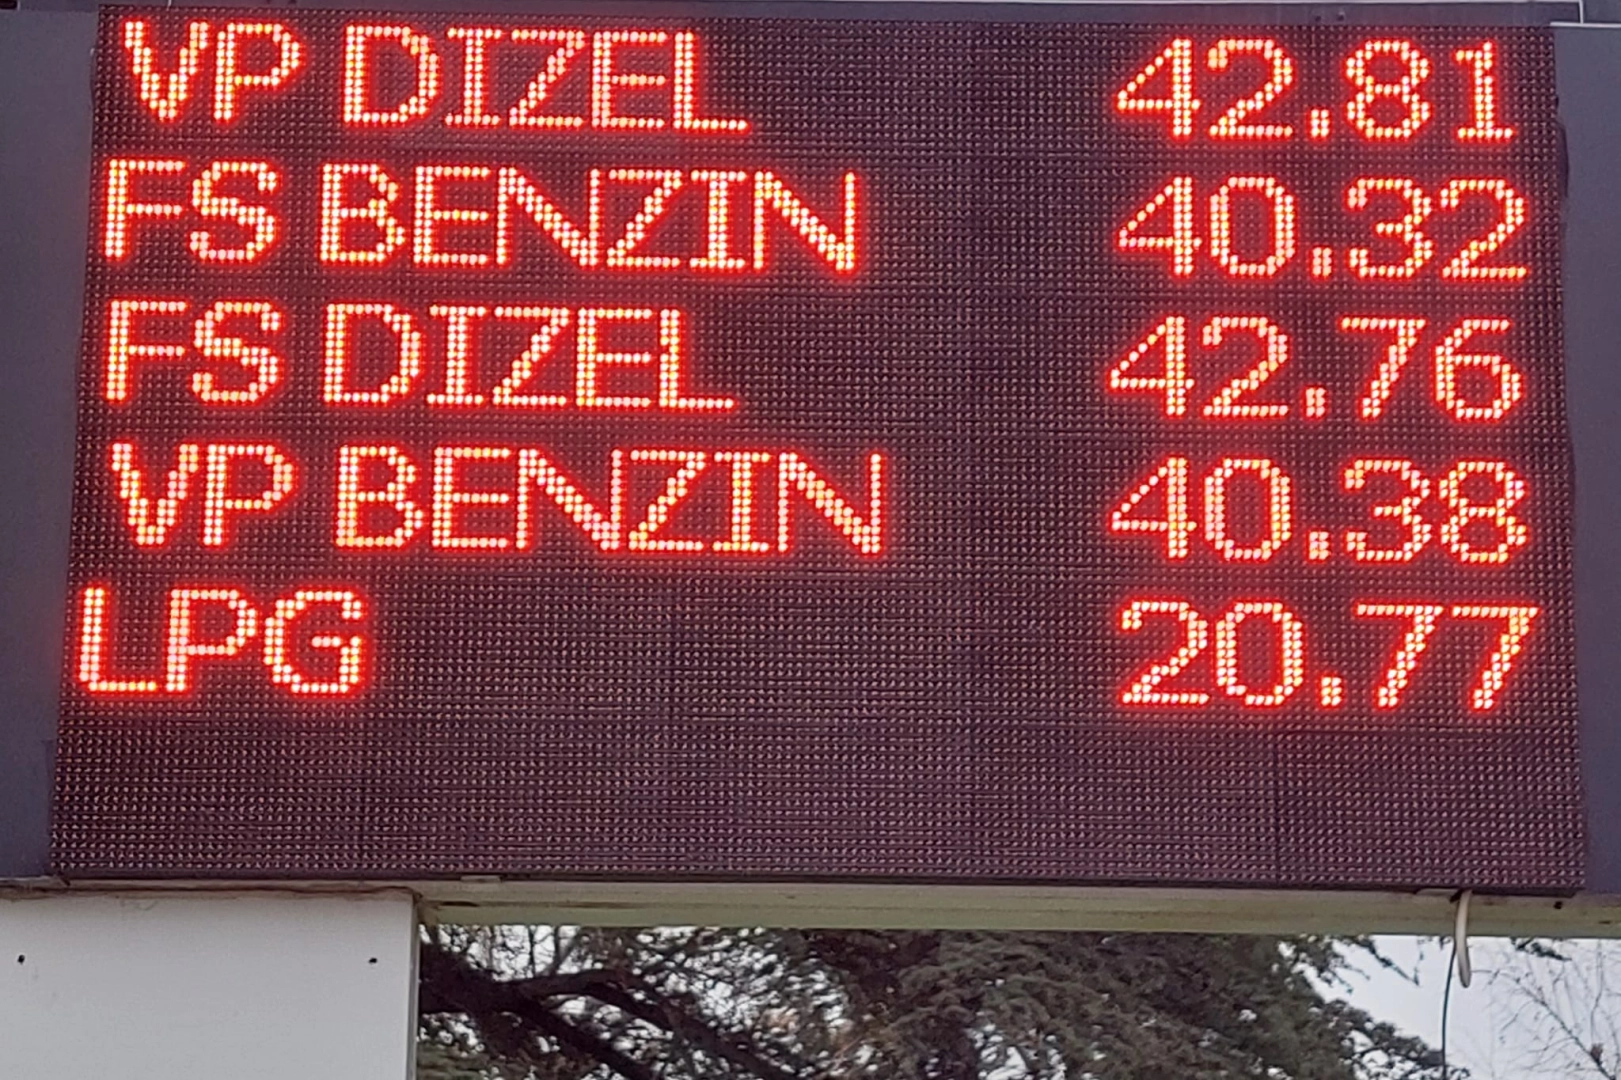 VP DIZEL 42.81
FS BENZIN 40.32
FS DIZEL 42.76
VP BENZIN 40.38
LPG 20.77